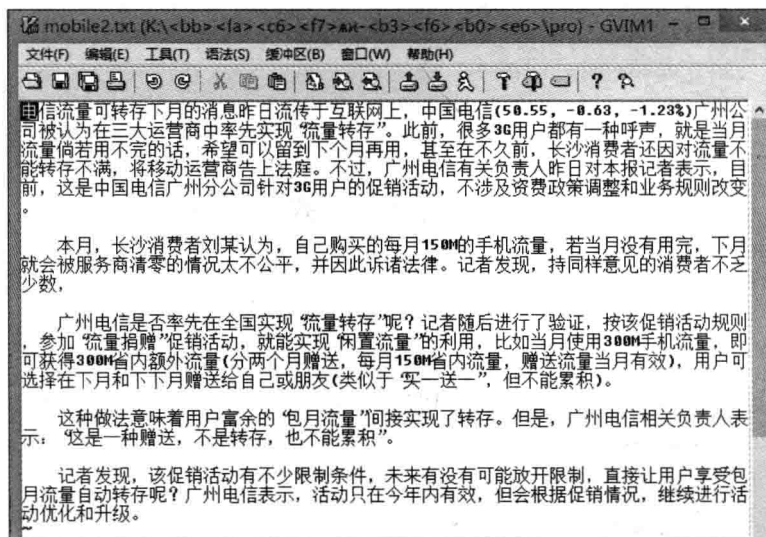 mobile2.txt (K:\<bb> <fa> <c6> <f7>дн-<b3> <f6> <b0> <e6>\pro) - GVIM1
文件(F) 编辑(E) 工具(T) 语法(S) 缓冲区(B) 窗口(W) 帮助(H)
电信流量可转存下月的消息昨日流传于互联网上，中国电信(50.55, -0.63, -1.23%)广州公
司被认为在三大运营商中率先实现“流量转存”。此前，很多3G用户都有一种呼声，就是当月
流量倘若用不完的话，希望可以留到下个月再用，甚至在不久前，长沙消费者还因对流量不
能转存不满，将移动运营商告上法庭。不过，广州电信有关负责人昨日对本报记者表示，目
前，这是中国电信广州分公司针对3G用户的促销活动，不涉及资费政策调整和业务规则改变
。
本月，长沙消费者刘某认为，自己购买的每月150M的手机流量，若当月没有用完，下月
就会被服务商清零的情况太不公平，并因此诉诸法律。记者发现，持同样意见的消费者不乏
少数，
广州电信是否率先在全国实现“流量转存”呢？记者随后进行了验证，按该促销活动规则
，参加“流量捐赠”促销活动，就能实现“闲置流量”的利用，比如当月使用300M手机流量，即
可获得300M省内额外流量(分两个月赠送，每月150M省内流量，赠送流量当月有效)，用户可
选择在下月和下下月赠送给自己或朋友(类似于“买一送一”，但不能累积)。
这种做法意味着用户富余的“包月流量”间接实现了转存。但是，广州电信相关负责人表
示：“这是一种赠送，不是转存，也不能累积”。
记者发现，该促销活动有不少限制条件，未来有没有可能放开限制，直接让用户享受包
月流量自动转存呢？广州电信表示，活动只在今年内有效，但会根据促销情况，继续进行活
动优化和升级。
~